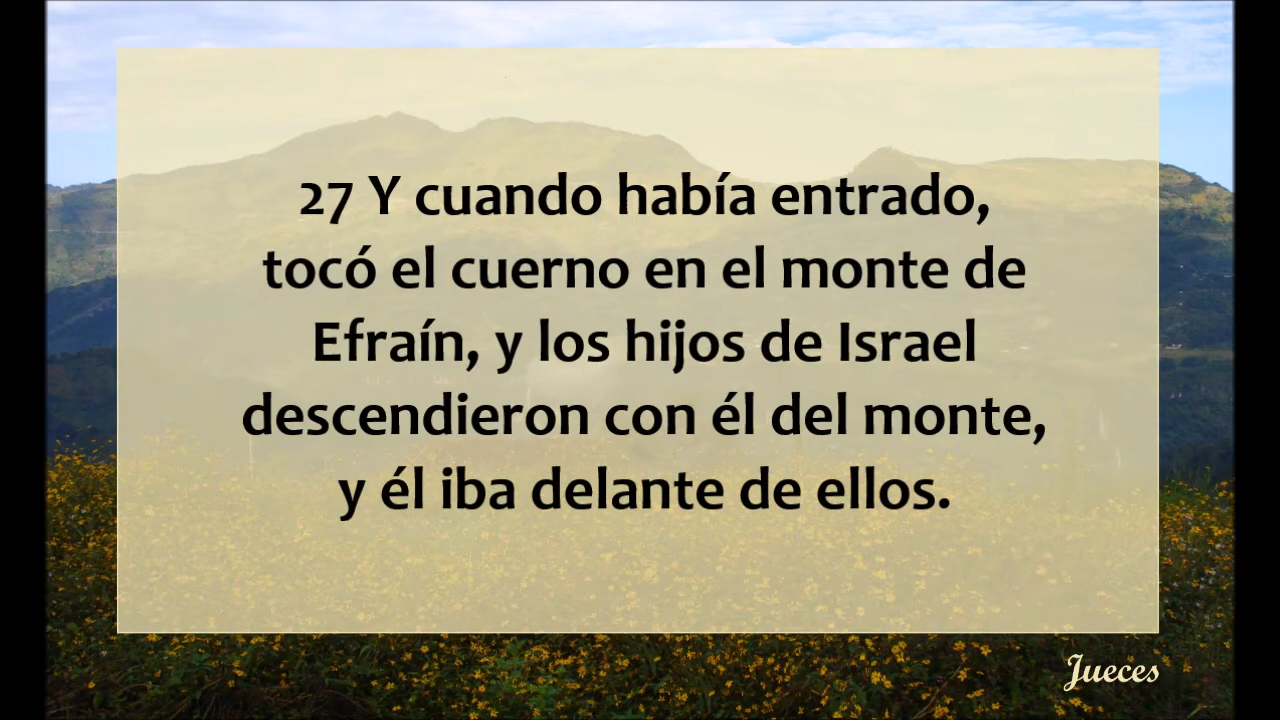 27 Y cuando había entrado,
tocó el cuerno en el monte de
Efraín, y los hijos de Israel
descendieron con él del monte,
y él iba delante de ellos.
Jueces